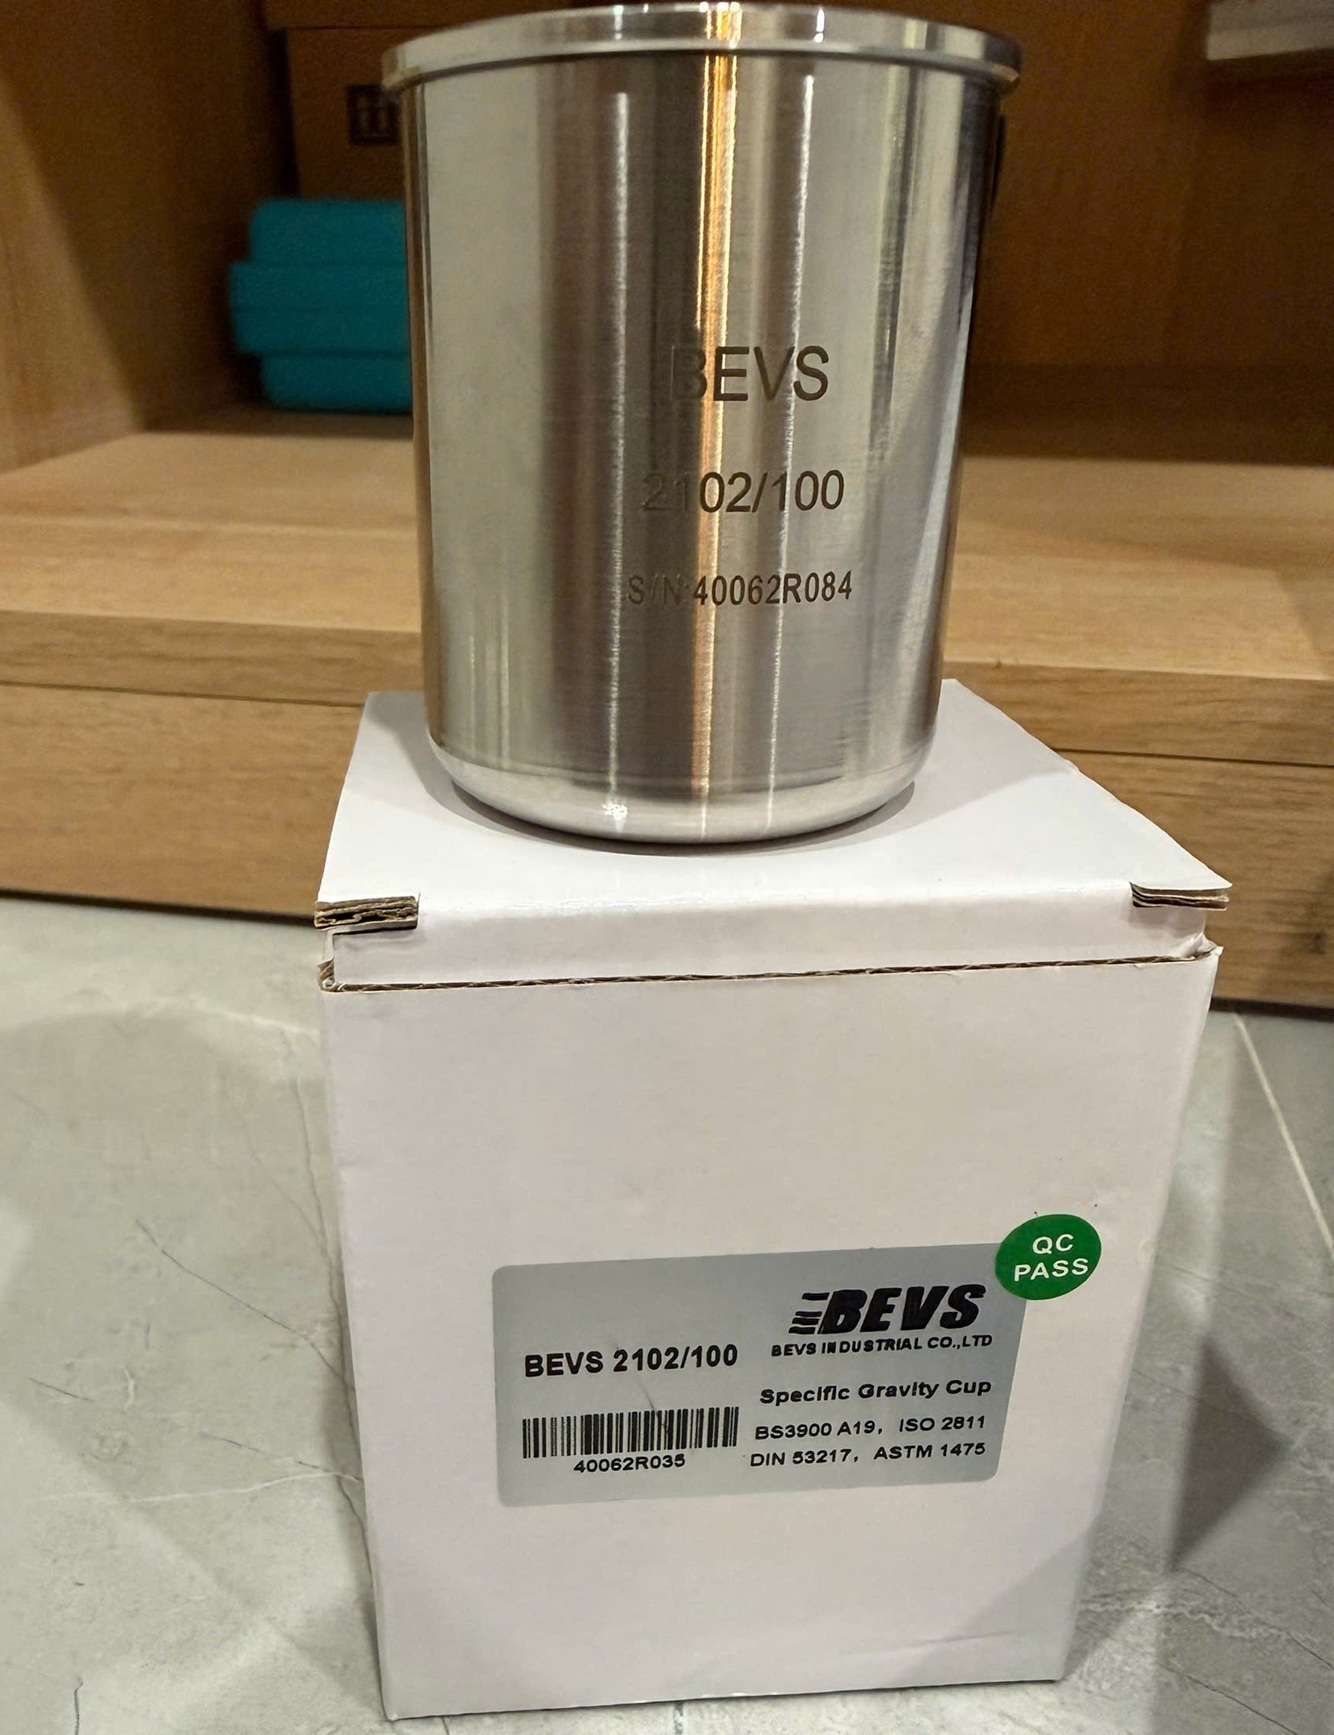 BEVS
2102/100
S/N:40062R084
QC
PASS
BEVS
BEVS INDUSTRIAL CO.,LTD
BEVS 2102/100
Specific Gravity Cup
40062R035
BS3900 A19, ISO 2811
DIN 53217, ASTM 1475